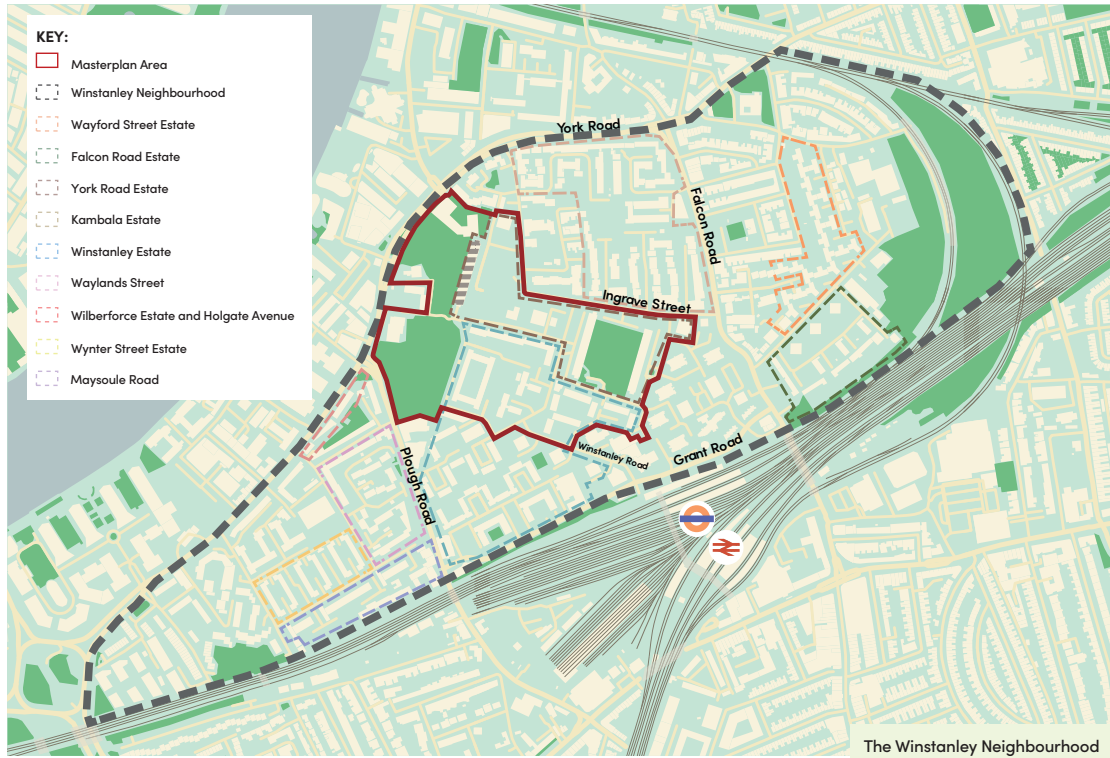 KEY:
Masterplan Area
Winstanley Neighbourhood
Wayford Street Estate
Falcon Road Estate
York Road Estate
Kambala Estate
Winstanley Estate
Waylands Street
Wilberforce Estate and Holgate Avenue
Wynter Street Estate
Maysoule Road
York Road
Falcon Road
Ingrave Street
Winstanley Road
Grant Road
Plough Road
The Winstanley Neighbourhood